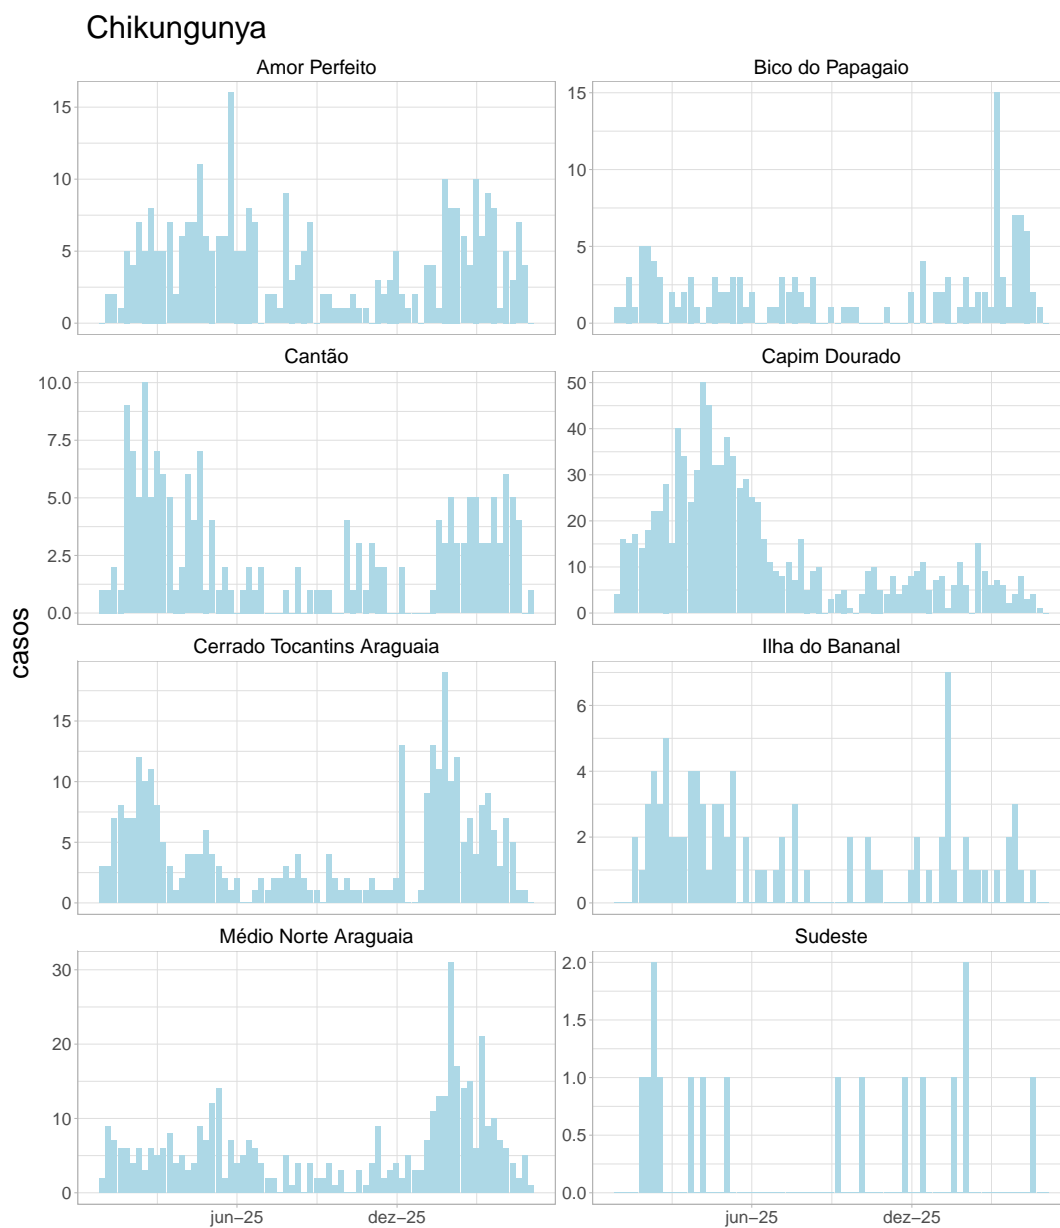 Chikungunya
Amor Perfeito
Bico do Papagaio
15
10
5
0
15
10
5
0
Cantão
Capim Dourado
10.0
7.5
5.0
2.5
0.0
50
40
30
20
10
0
casos
Cerrado Tocantins Araguaia
Ilha do Bananal
15
10
5
0
6
4
2
0
Médio Norte Araguaia
Sudeste
30
20
10
0
2.0
1.5
1.0
0.5
0.0
jun−25
dez−25
jun−25
dez−25